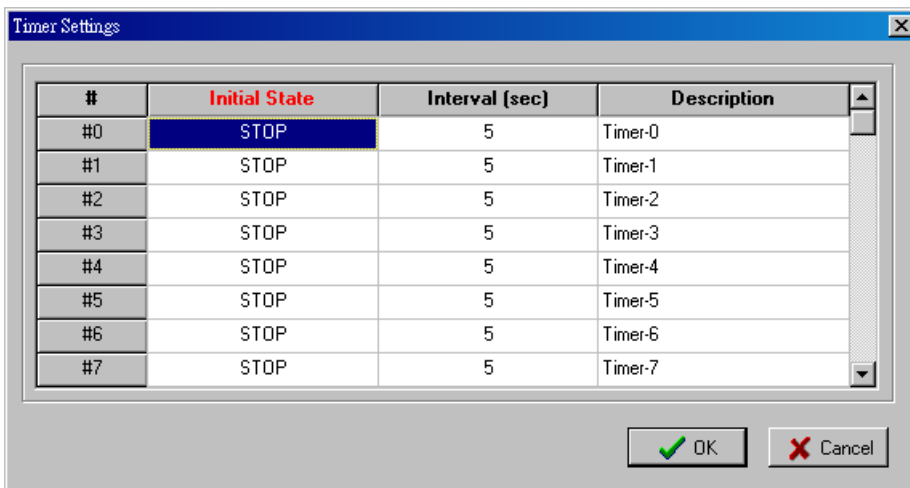 Timer Settings
# Initial State Interval (sec) Description
#0 STOP 5 Timer-0
#1 STOP 5 Timer-1
#2 STOP 5 Timer-2
#3 STOP 5 Timer-3
#4 STOP 5 Timer-4
#5 STOP 5 Timer-5
#6 STOP 5 Timer-6
#7 STOP 5 Timer-7
OK Cancel